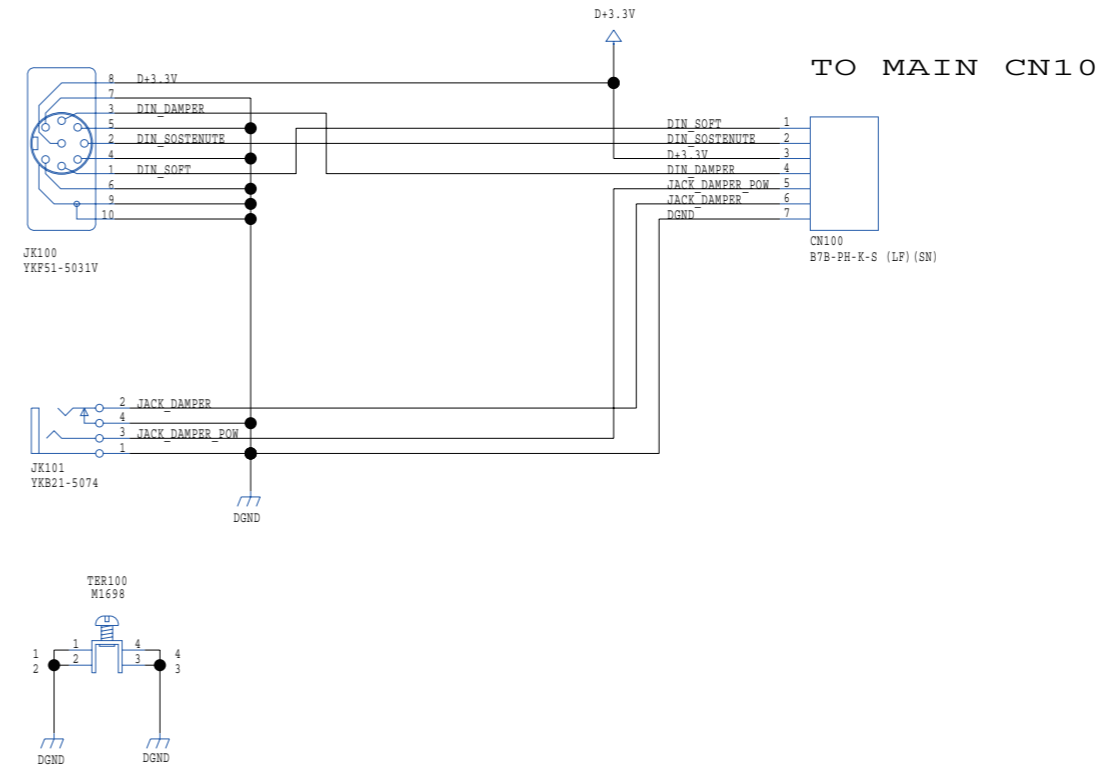 D+3.3V
TO MAIN CN10
8 D+3.3V
7
3 DIN_DAMPER
5
2 DIN_SOSTENUTE
4
1 DIN_SOFT
6
9
10
JK100
YKF51-5031V
DIN_SOFT 1
DIN_SOSTENUTE 2
D+3.3V 3
DIN_DAMPER 4
JACK_DAMPER_POW 5
JACK_DAMPER 6
DGND 7
CN100
B7B-PH-K-S (LF)(SN)
2 JACK_DAMPER
4
3 JACK_DAMPER_POW
1
JK101
YKB21-5074
DGND
TER100
M1698
1 1 4 4
2 2 3 3
DGND DGND